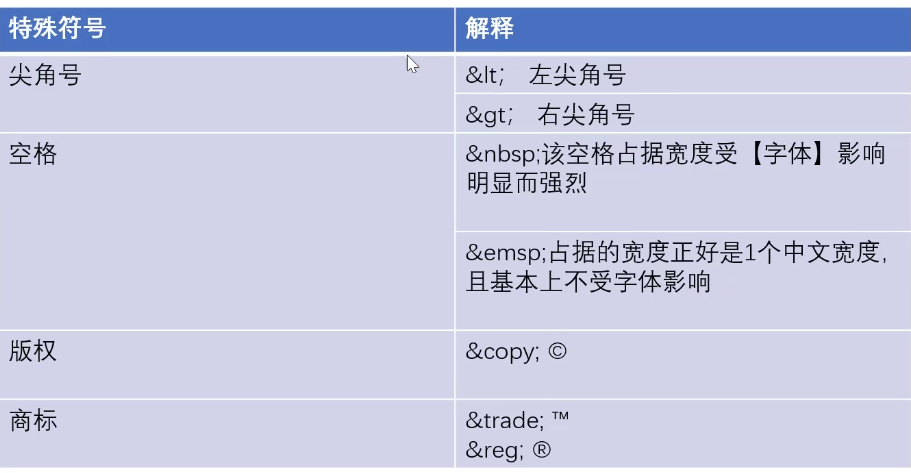 特殊符号 解释
尖角号 &lt; 左尖角号
&gt; 右尖角号
空格 &nbsp;该空格占据宽度受【字体】影响
明显而强烈
&emsp;占据的宽度正好是1个中文宽度,
且基本上不受字体影响
版权 &copy; ©
商标 &trade; ™
&reg; ®